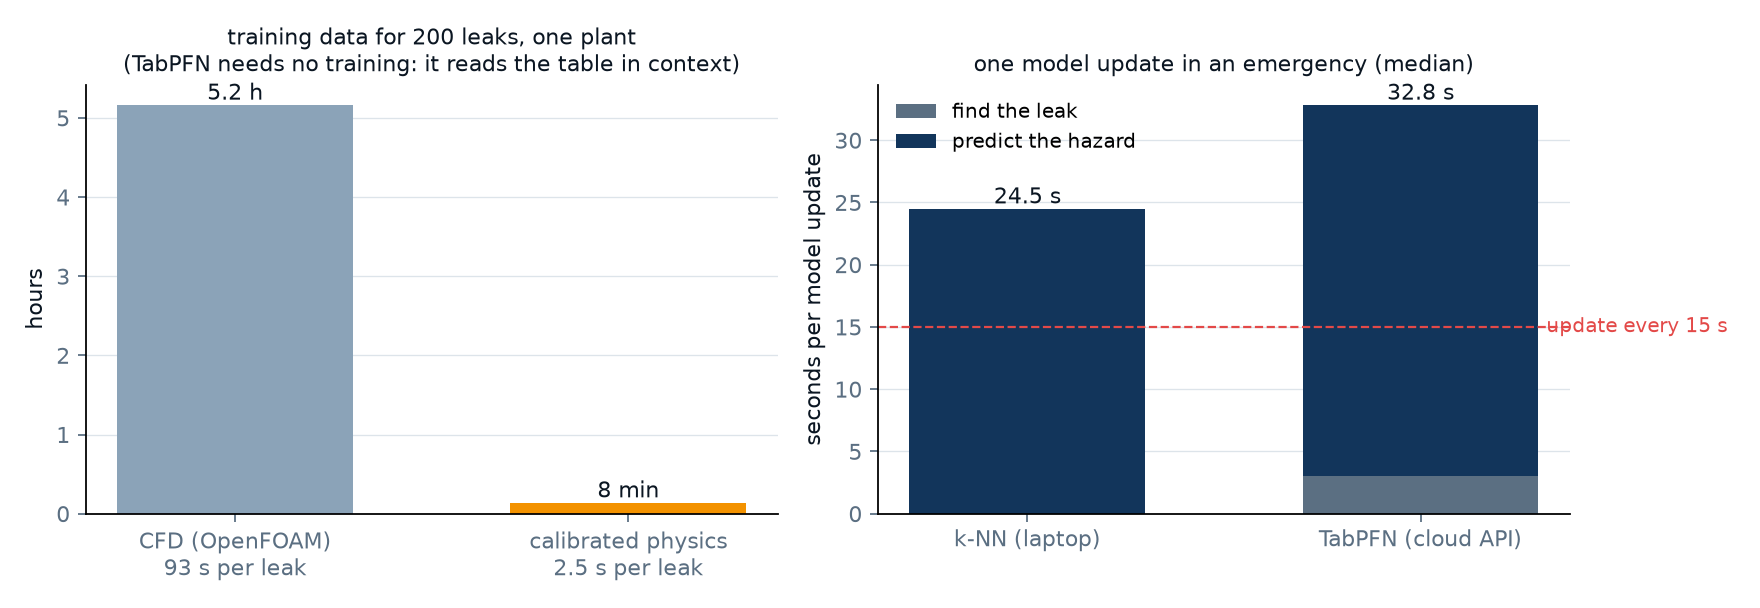 training data for 200 leaks, one plant
(TabPFN needs no training: it reads the table in context)
5.2 h
8 min
hours
5
4
3
2
1
0
CFD (OpenFOAM)
93 s per leak
calibrated physics
2.5 s per leak
one model update in an emergency (median)
find the leak
predict the hazard
24.5 s
32.8 s
update every 15 s
seconds per model update
30
25
20
15
10
5
0
k-NN (laptop)
TabPFN (cloud API)